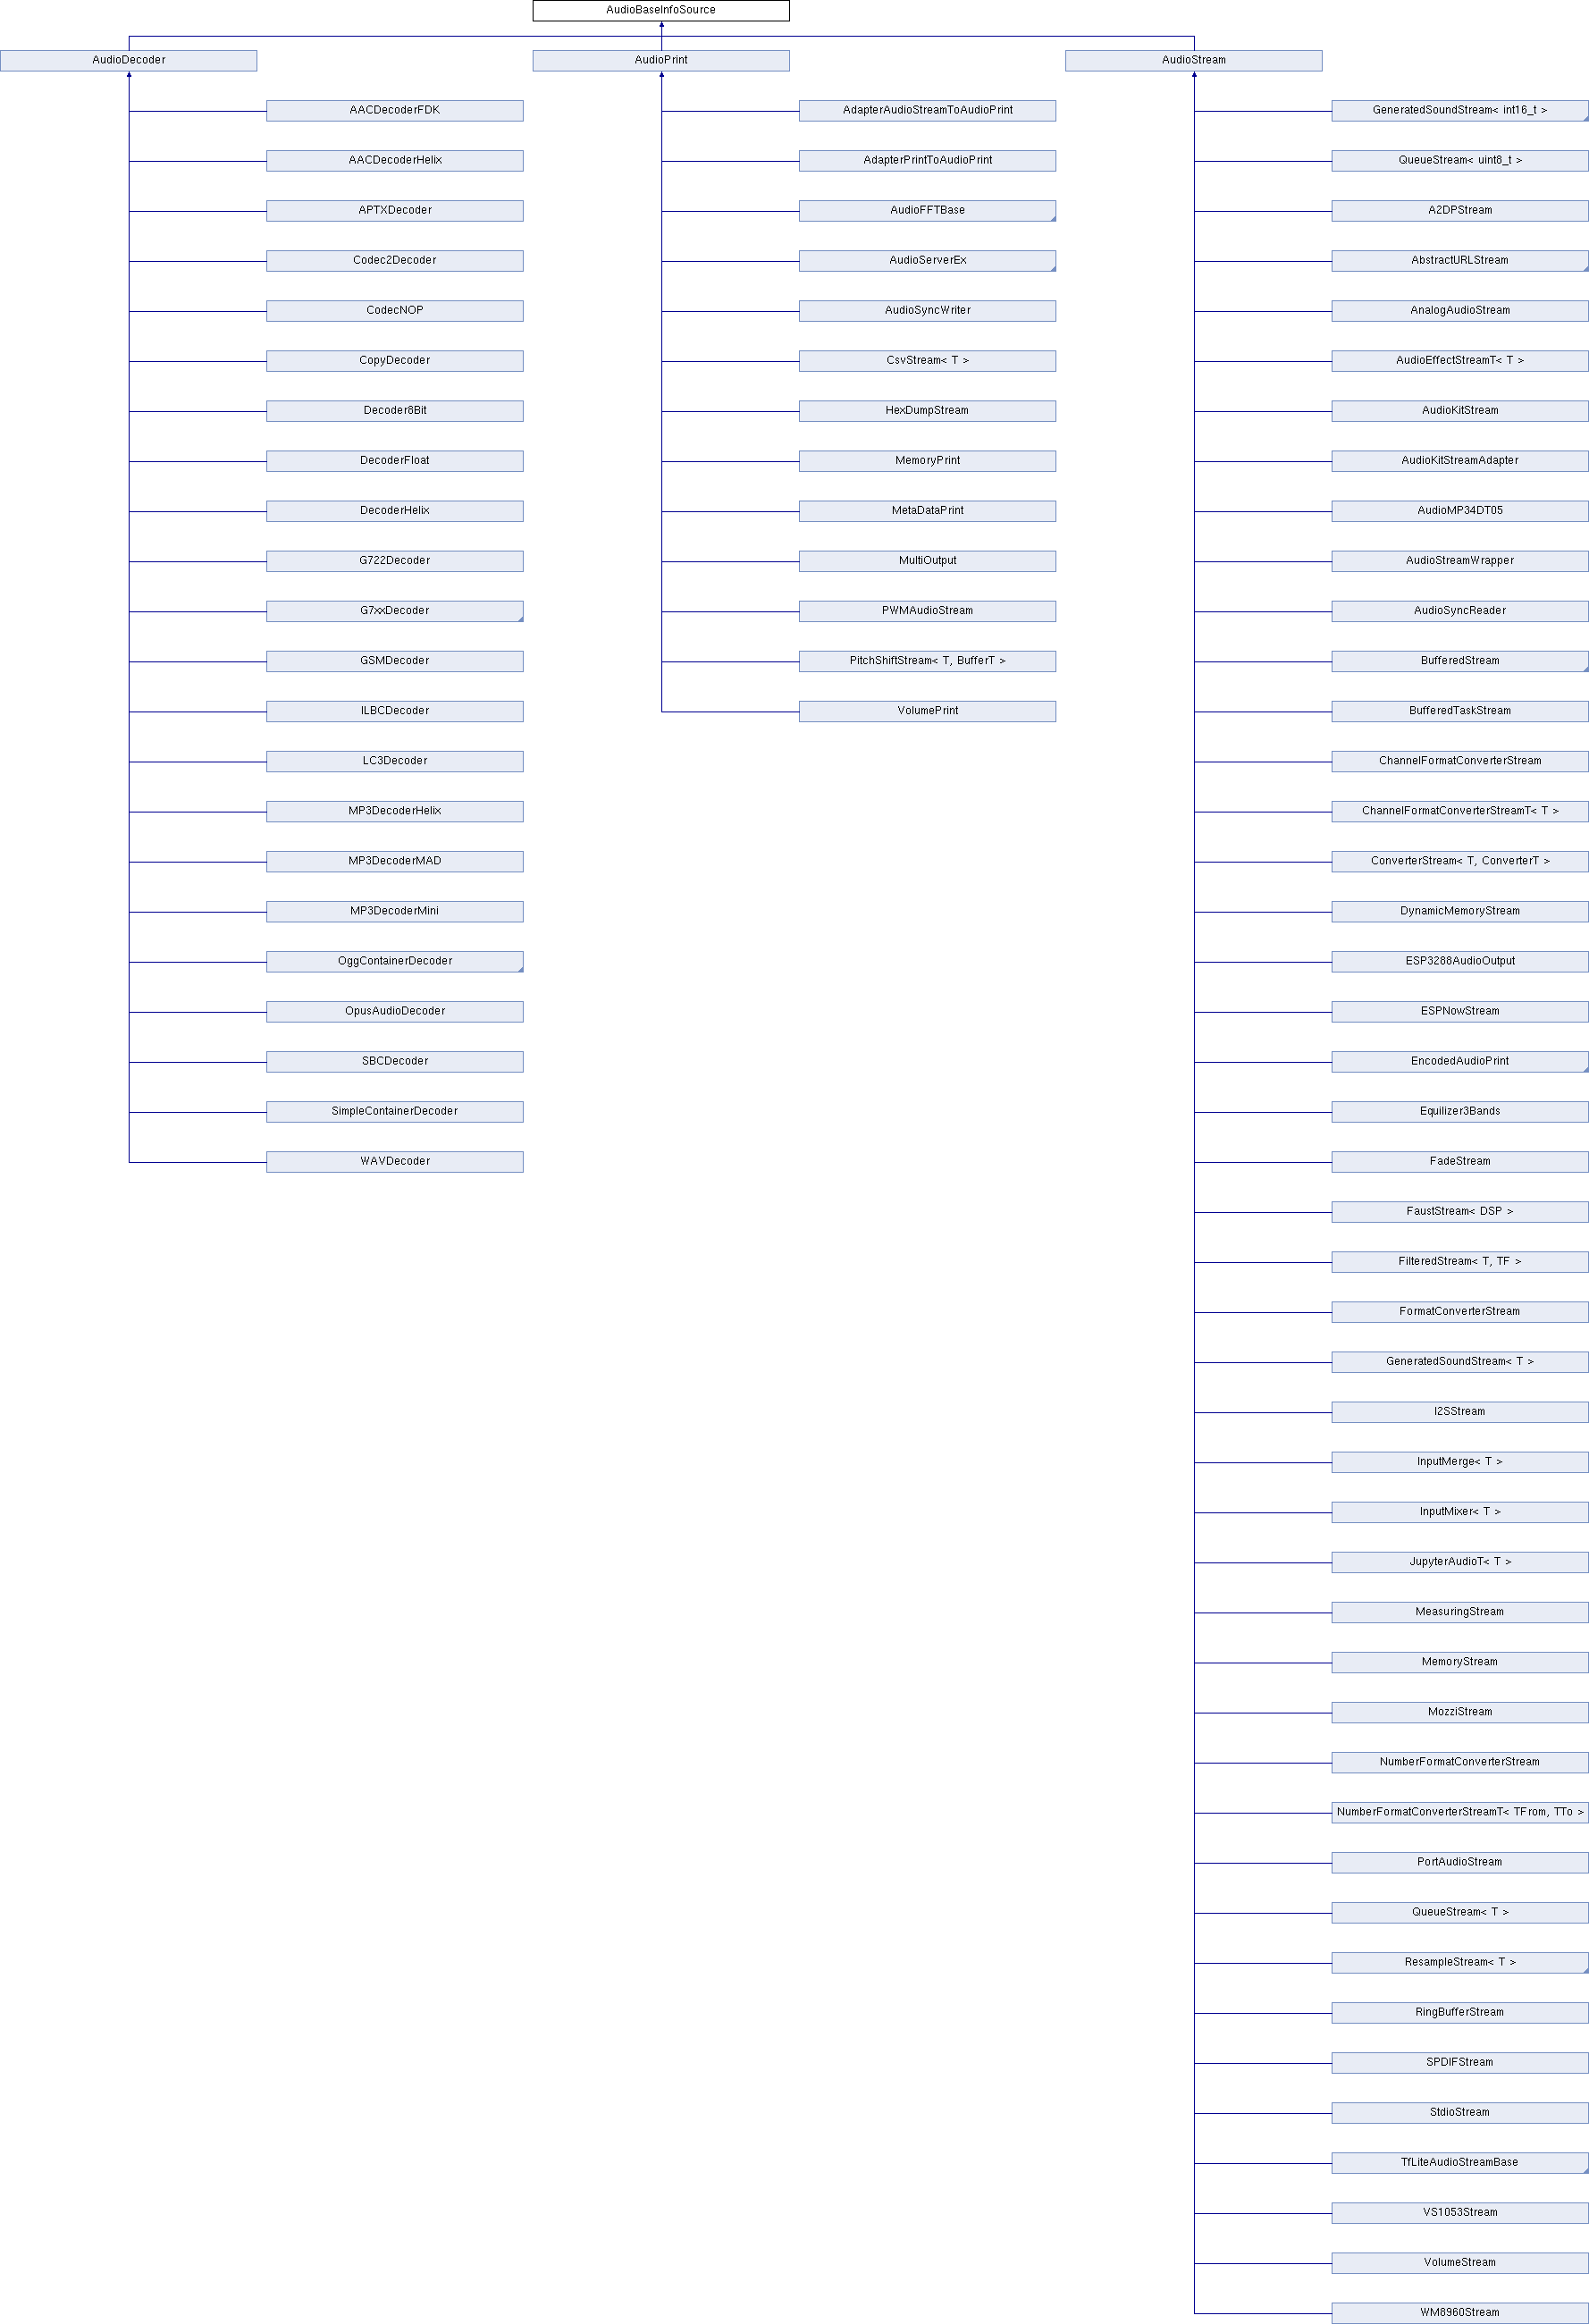 AudioBaseInfoSource
AudioDecoder
AudioPrint
AudioStream
AACDecoderFDK
AACDecoderHelix
APTXDecoder
Codec2Decoder
CodecNOP
CopyDecoder
Decoder8Bit
DecoderFloat
DecoderHelix
G722Decoder
G7xxDecoder
GSMDecoder
ILBCDecoder
LC3Decoder
MP3DecoderHelix
MP3DecoderMAD
MP3DecoderMini
OggContainerDecoder
OpusAudioDecoder
SBCDecoder
SimpleContainerDecoder
WAVDecoder
AdapterAudioStreamToAudioPrint
AdapterPrintToAudioPrint
AudioFFTBase
AudioServerEx
AudioSyncWriter
CsvStream< T >
HexDumpStream
MemoryPrint
MetaDataPrint
MultiOutput
PWMAudioStream
PitchShiftStream< T, BufferT >
VolumePrint
GeneratedSoundStream< int16_t >
QueueStream< uint8_t >
A2DPStream
AbstractURLStream
AnalogAudioStream
AudioEffectStreamT< T >
AudioKitStream
AudioKitStreamAdapter
AudioMP34DT05
AudioStreamWrapper
AudioSyncReader
BufferedStream
BufferedTaskStream
ChannelFormatConverterStream
ChannelFormatConverterStreamT< T >
ConverterStream< T, ConverterT >
DynamicMemoryStream
ESP3288AudioOutput
ESPNowStream
EncodedAudioPrint
Equilizer3Bands
FadeStream
FaustStream< DSP >
FilteredStream< T, TF >
FormatConverterStream
GeneratedSoundStream< T >
I2SStream
InputMerge< T >
InputMixer< T >
JupyterAudioT< T >
MeasuringStream
MemoryStream
MozziStream
NumberFormatConverterStream
NumberFormatConverterStreamT< TFrom, TTo >
PortAudioStream
QueueStream< T >
ResampleStream< T >
RingBufferStream
SPDIFStream
StdioStream
TfLiteAudioStreamBase
VS1053Stream
VolumeStream
WM8960Stream